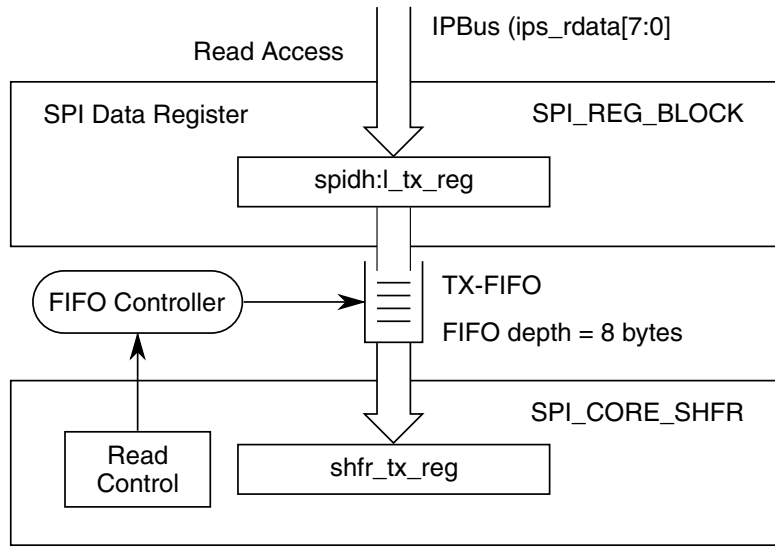 IPBus (ips_rdata[7:0]
Read Access
SPI Data Register
SPI_REG_BLOCK
spidh:l_tx_reg
FIFO Controller
TX-FIFO
FIFO depth = 8 bytes
SPI_CORE_SHFR
Read
Control
shfr_tx_reg